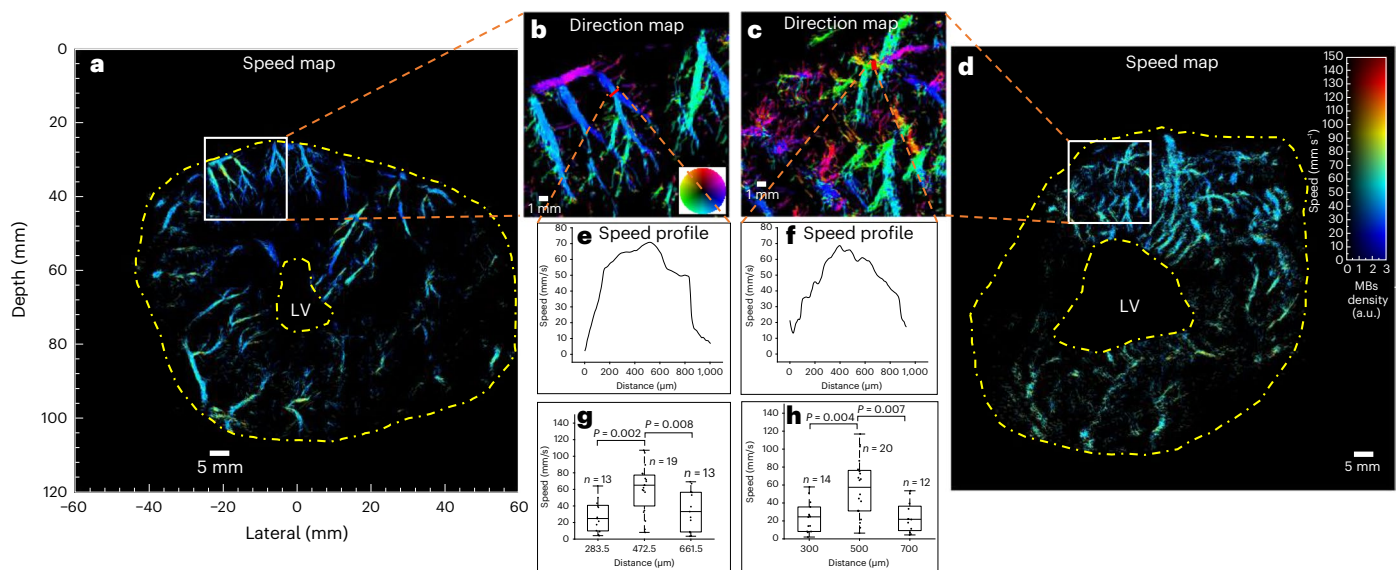 a
Speed map
0
20
40
60
80
100
120
Depth (mm)
−60
−40
−20
0
20
40
60
Lateral (mm)
LV
5 mm
b
Direction map
1 mm
c
Direction map
1 mm
d
Speed map
LV
5 mm
150
140
130
120
110
100
90
80
70
60
50
40
30
20
10
0
Speed (mm s⁻¹)
0 1 2 3
MBs
density
(a.u.)
e
Speed profile
80
70
60
50
40
30
20
10
0
Speed (mm/s)
0 200 400 600 800 1,000
Distance (μm)
f
Speed profile
80
70
60
50
40
30
20
10
0
Speed (mm/s)
0 200 400 600 800 1,000
Distance (μm)
g
P = 0.002
P = 0.008
n = 13
n = 19
n = 13
140
120
100
80
60
40
20
0
Speed (mm/s)
283.5 472.5 661.5
Distance (μm)
h
P = 0.004
P = 0.007
n = 14
n = 20
n = 12
140
120
100
80
60
40
20
0
Speed (mm/s)
300 500 700
Distance (μm)